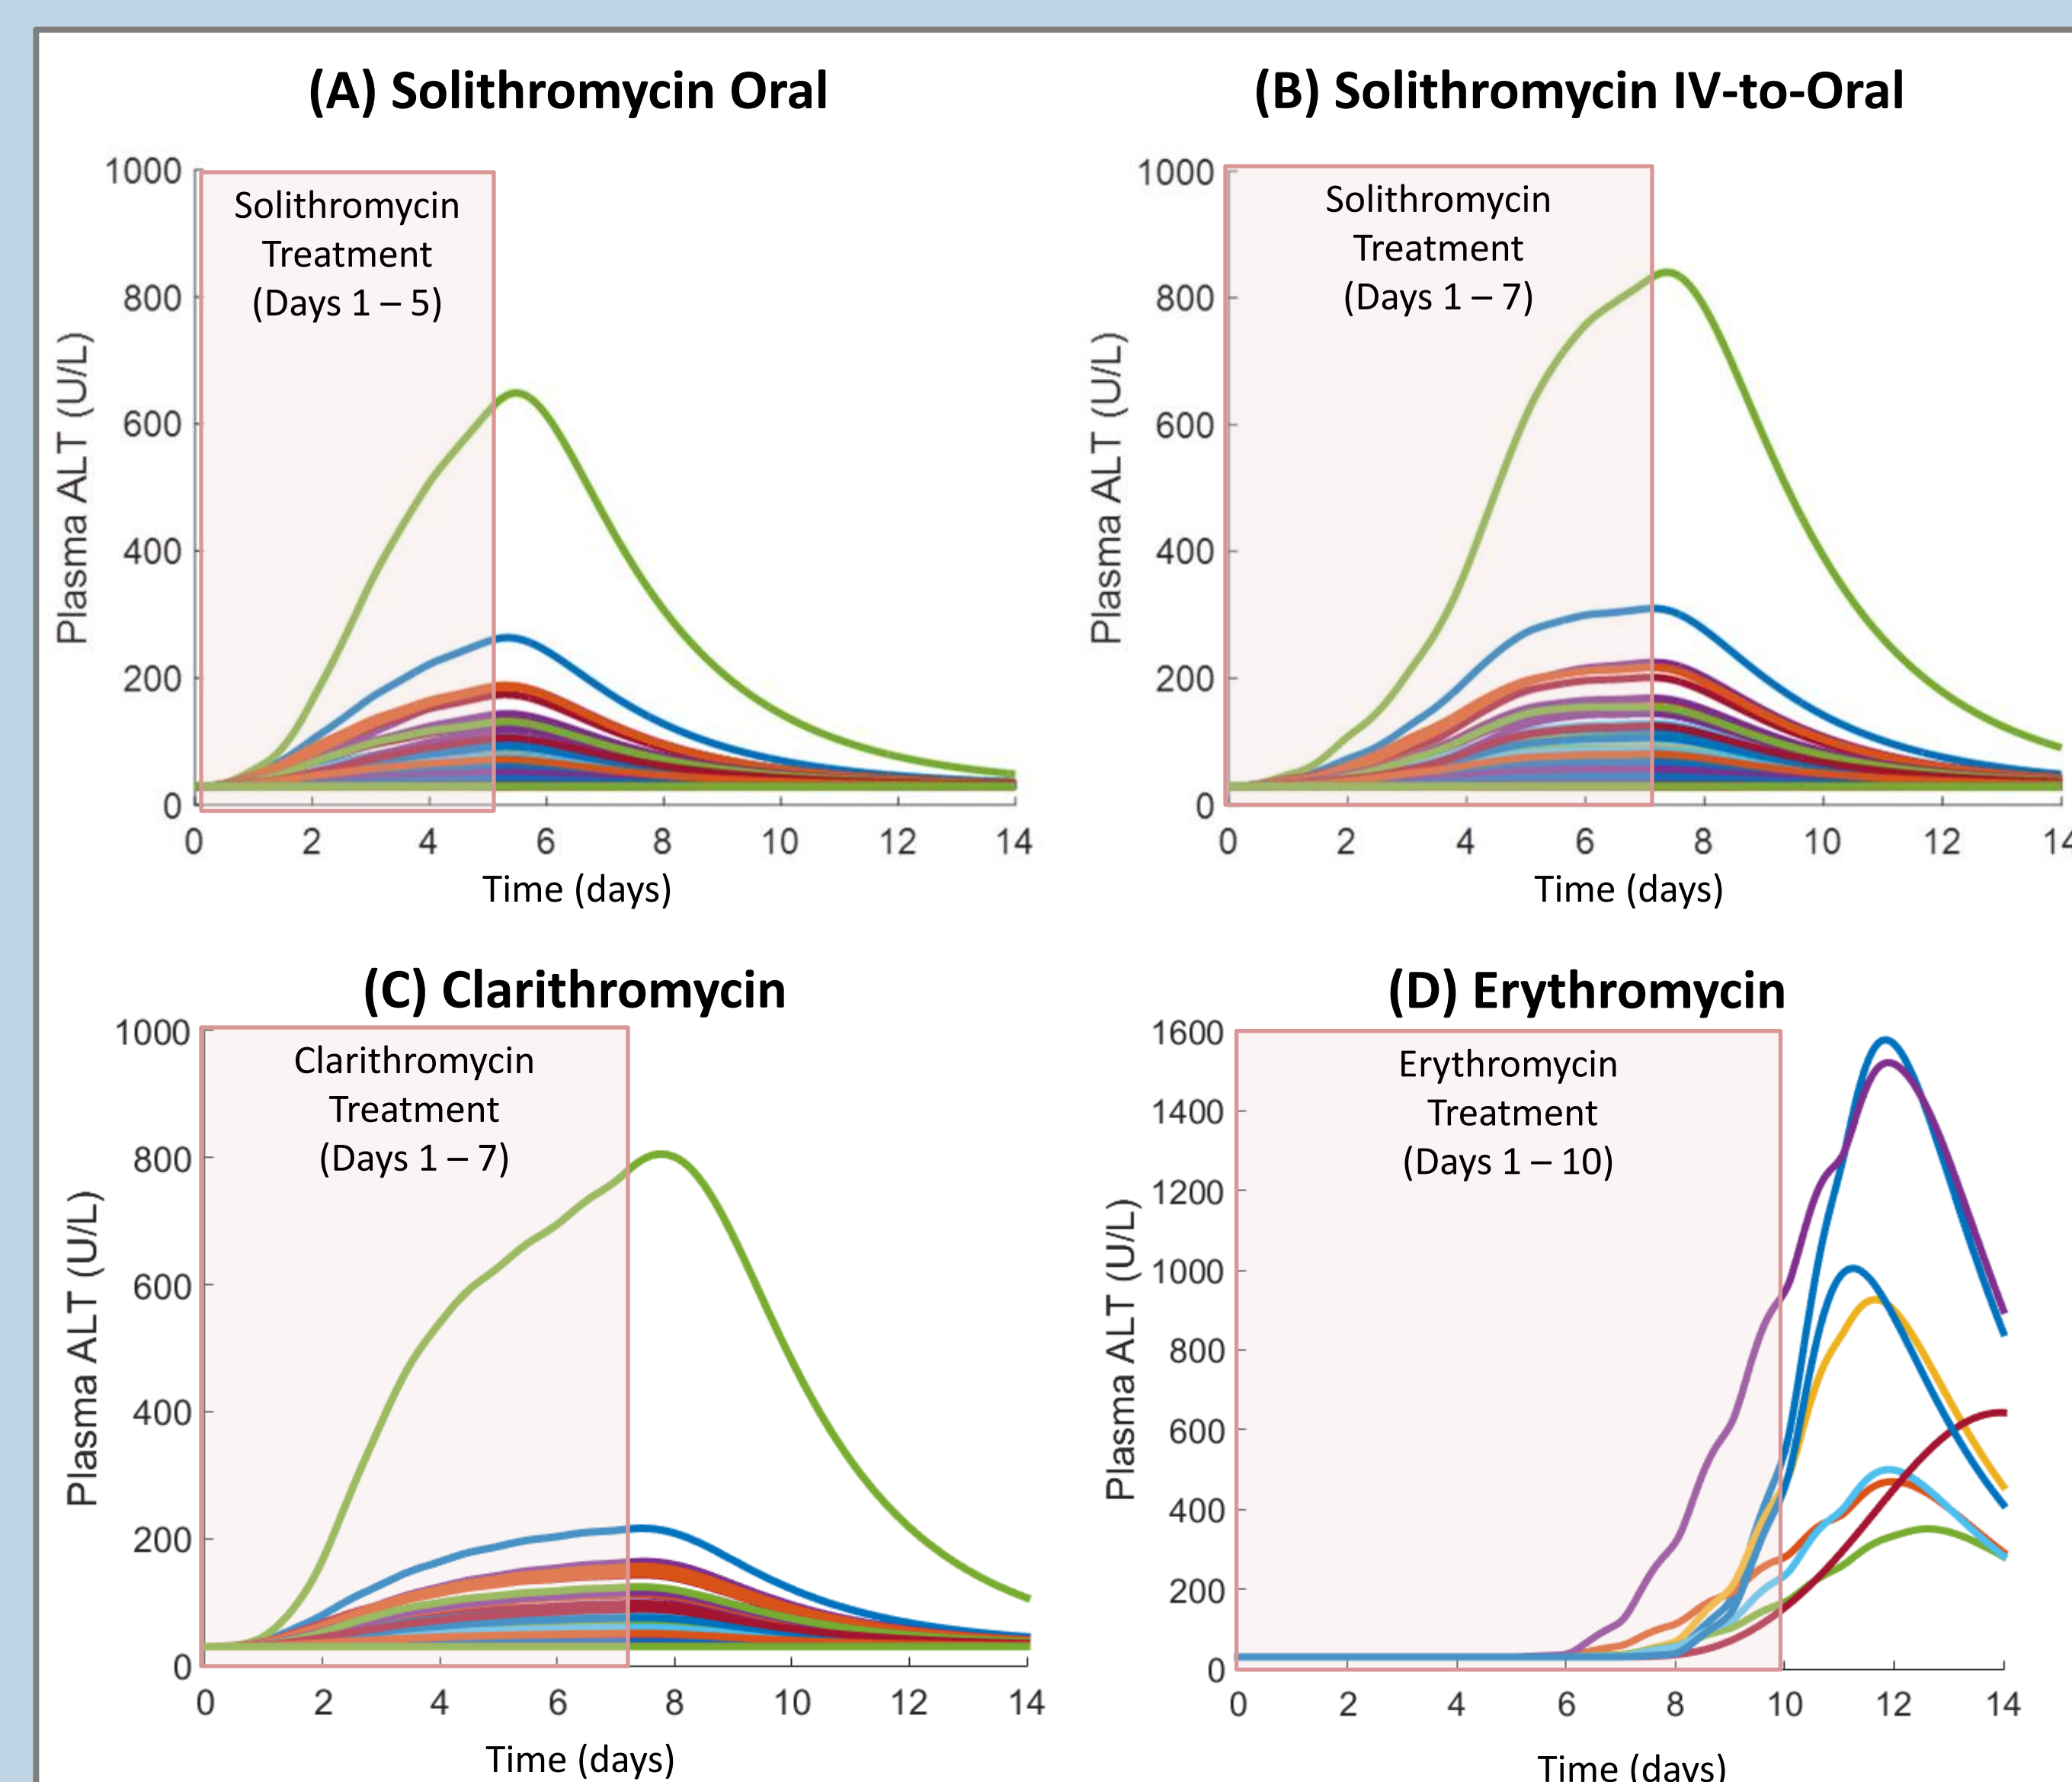 (A) Solithromycin Oral
1000
800
600
400
200
0
Plasma ALT (U/L)
Solithromycin
Treatment
(Days 1 – 5)
0 2 4 6 8 10 12 14
Time (days)
(B) Solithromycin IV-to-Oral
1000
800
600
400
200
0
Plasma ALT (U/L)
Solithromycin
Treatment
(Days 1 – 7)
0 2 4 6 8 10 12 14
Time (days)
(C) Clarithromycin
1000
800
600
400
200
0
Plasma ALT (U/L)
Clarithromycin
Treatment
(Days 1 – 7)
0 2 4 6 8 10 12 14
Time (days)
(D) Erythromycin
1600
1400
1200
1000
800
600
400
200
0
Plasma ALT (U/L)
Erythromycin
Treatment
(Days 1 – 10)
0 2 4 6 8 10 12 14
Time (days)